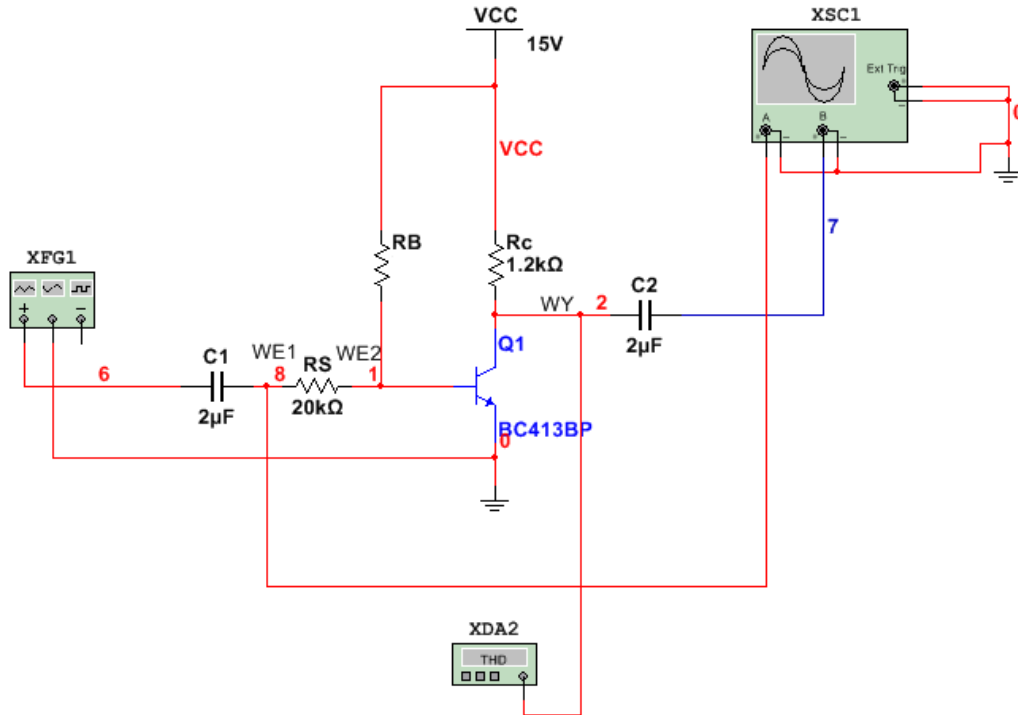 VCC
15V
XSC1
Ext Trig
+
−
0
A
B
+ − + −
VCC
7
RB
Rc
1.2kΩ
XFG1
+ −
C2
WY
2
2µF
Q1
C1
WE1
WE2
RS
6
8
1
2µF
20kΩ
BC413BP
0
XDA2
THD